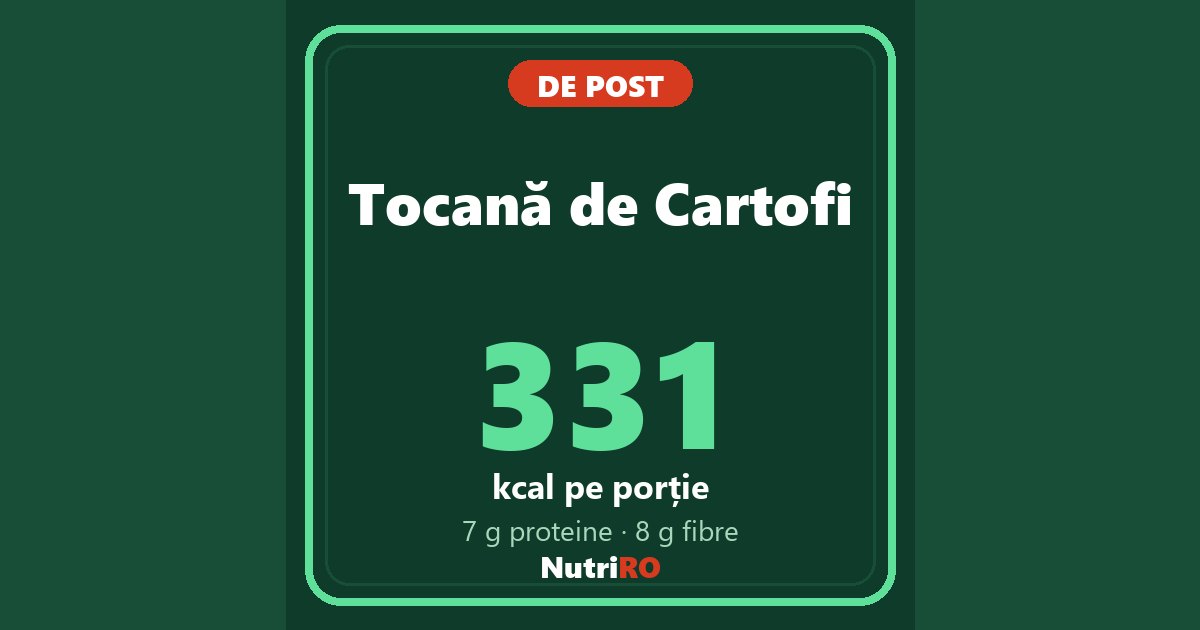 DE POST
Tocană de Cartofi
331
kcal pe porție
7 g proteine · 8 g fibre
NutriRO